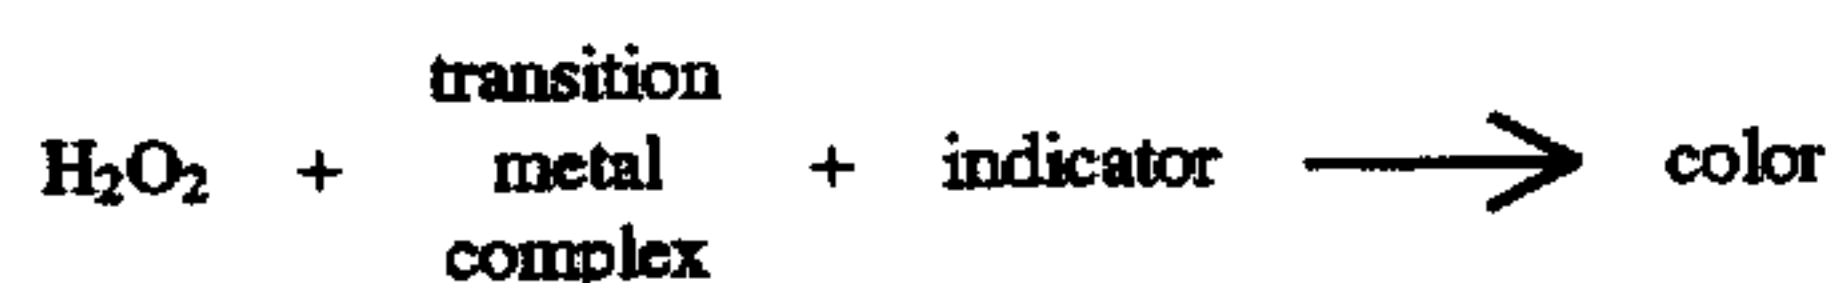 H₂O₂ + transition metal complex + indicator ⟶ color